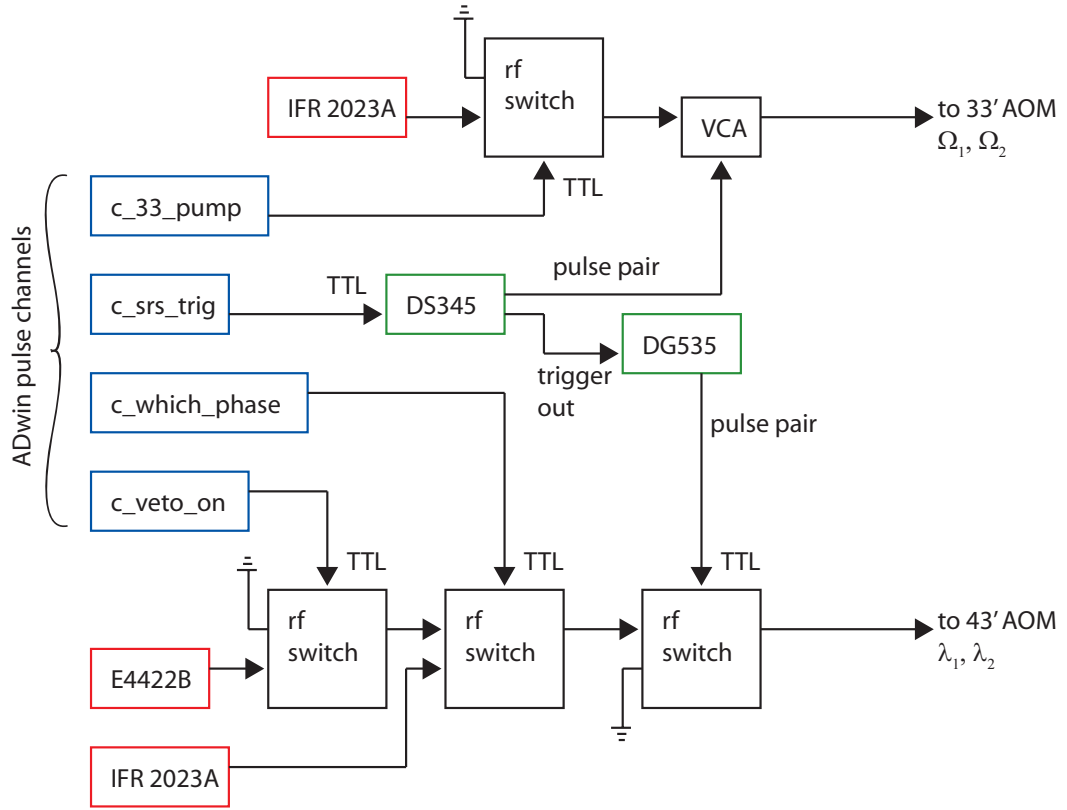 rf
switch
IFR 2023A
VCA
to 33' AOM
Ω₁, Ω₂
TTL
ADwin pulse channels
c_33_pump
pulse pair
c_srs_trig
TTL
DS345
DG535
trigger
out
c_which_phase
pulse pair
c_veto_on
TTL
TTL
TTL
rf
switch
rf
switch
rf
switch
to 43' AOM
λ₁, λ₂
E4422B
IFR 2023A